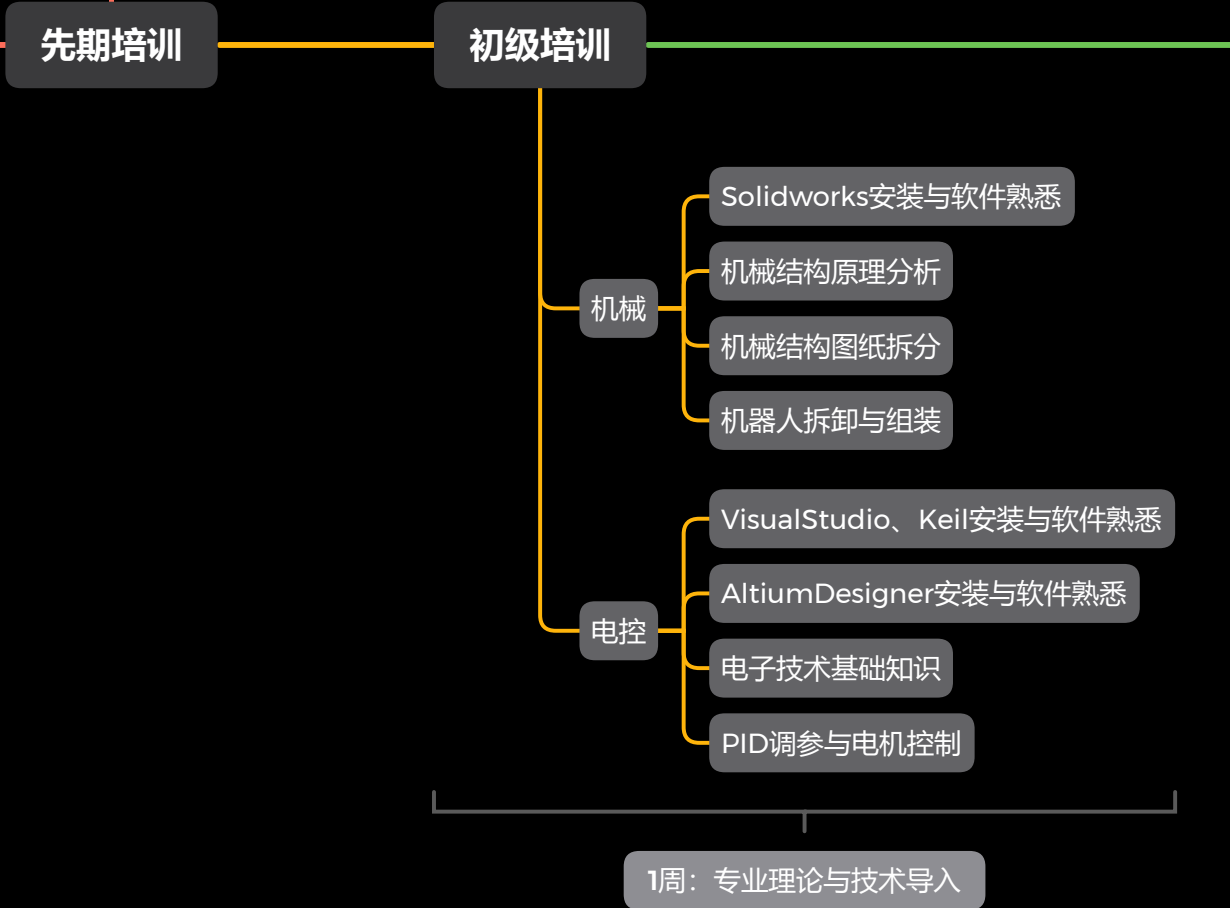 先期培训
初级培训
机械
Solidworks安装与软件熟悉
机械结构原理分析
机械结构图纸拆分
机器人拆卸与组装
电控
VisualStudio、Keil安装与软件熟悉
AltiumDesigner安装与软件熟悉
电子技术基础知识
PID调参与电机控制
1周：专业理论与技术导入